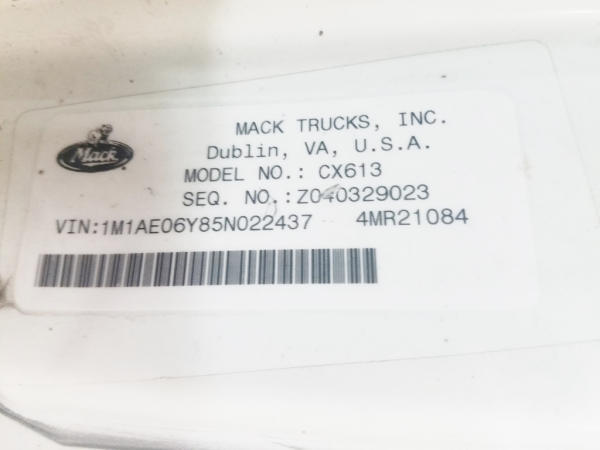 Mack
MACK TRUCKS, INC.
Dublin, VA, U.S.A.
MODEL NO.: CX613
SEQ. NO.:Z040329023
VIN:1M1AE06Y85N022437 4MR21084